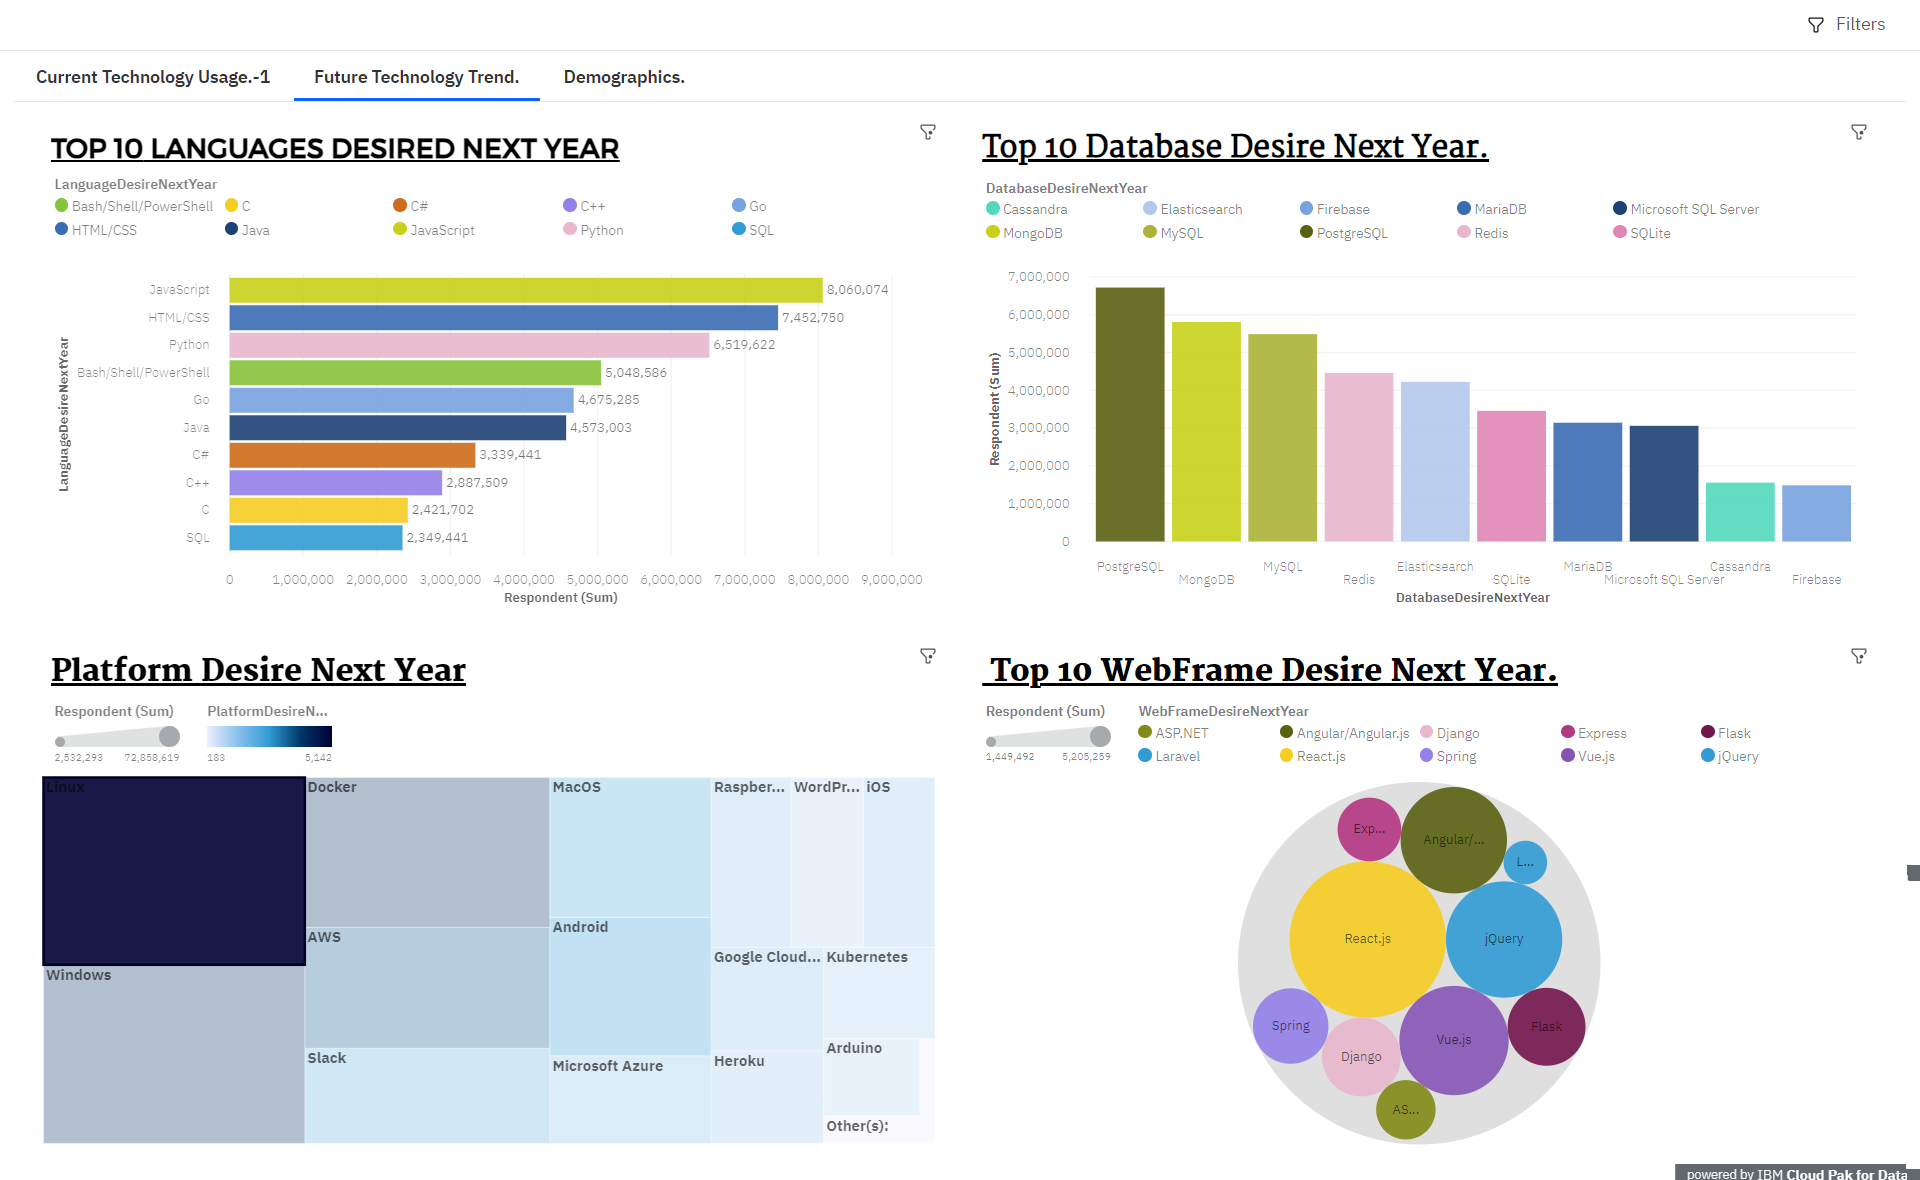 Filters
Current Technology Usage.-1 Future Technology Trend. Demographics.
TOP 10 LANGUAGES DESIRED NEXT YEAR
LanguageDesireNextYear
Bash/Shell/PowerShell C C# C++ Go
HTML/CSS Java JavaScript Python SQL
LanguageDesireNextYear
JavaScript 8,060,074
HTML/CSS 7,452,750
Python 6,519,622
Bash/Shell/PowerShell 5,048,586
Go 4,675,285
Java 4,573,003
C# 3,339,441
C++ 2,887,509
C 2,421,702
SQL 2,349,441
0 1,000,000 2,000,000 3,000,000 4,000,000 5,000,000 6,000,000 7,000,000 8,000,000 9,000,000
Respondent (Sum)
Top 10 Database Desire Next Year.
DatabaseDesireNextYear
Cassandra Elasticsearch Firebase MariaDB Microsoft SQL Server
MongoDB MySQL PostgreSQL Redis SQLite
Respondent (Sum)
7,000,000
6,000,000
5,000,000
4,000,000
3,000,000
2,000,000
1,000,000
0
PostgreSQL MySQL Elasticsearch MariaDB Cassandra
MongoDB Redis SQLite Microsoft SQL Server Firebase
DatabaseDesireNextYear
Platform Desire Next Year
Respondent (Sum) PlatformDesireN...
2,532,293 72,858,619 183 5,142
Linux Docker MacOS Raspber... WordPr... iOS
Android
AWS
Google Cloud... Kubernetes
Windows
Arduino
Slack Heroku
Microsoft Azure
Other(s):
Top 10 WebFrame Desire Next Year.
Respondent (Sum) WebFrameDesireNextYear
ASP.NET Angular/Angular.js Django Express Flask
Laravel React.js Spring Vue.js jQuery
1,449,492 5,205,259
Exp...
Angular/...
L...
React.js jQuery
Spring Flask
Vue.js
Django
AS...
powered by IBM Cloud Pak for Data